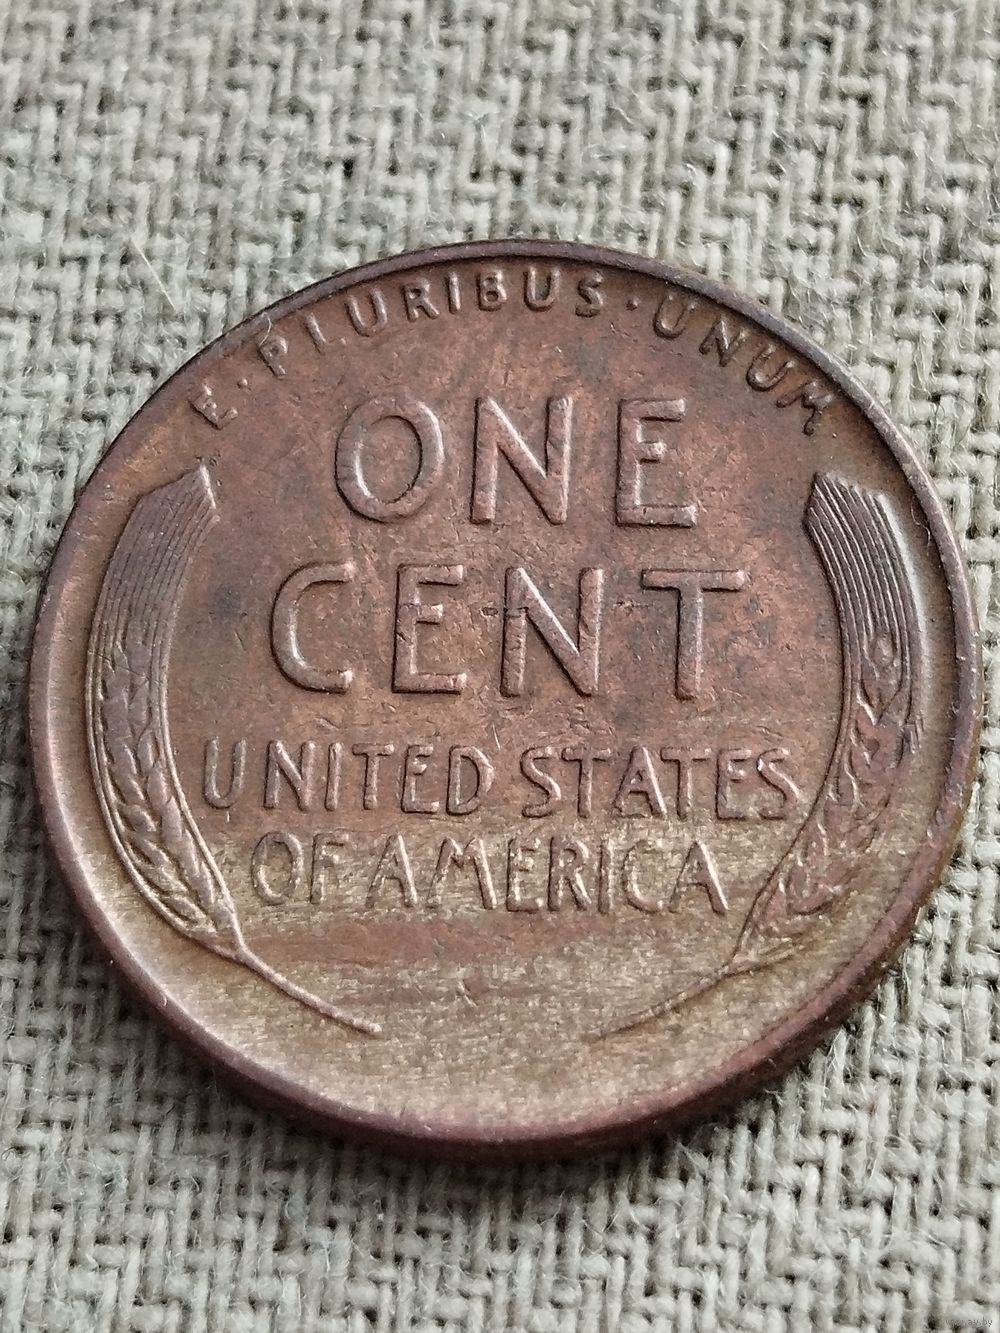 E · PLURIBUS · UNUM
ONE
CENT
UNITED STATES
OF AMERICA